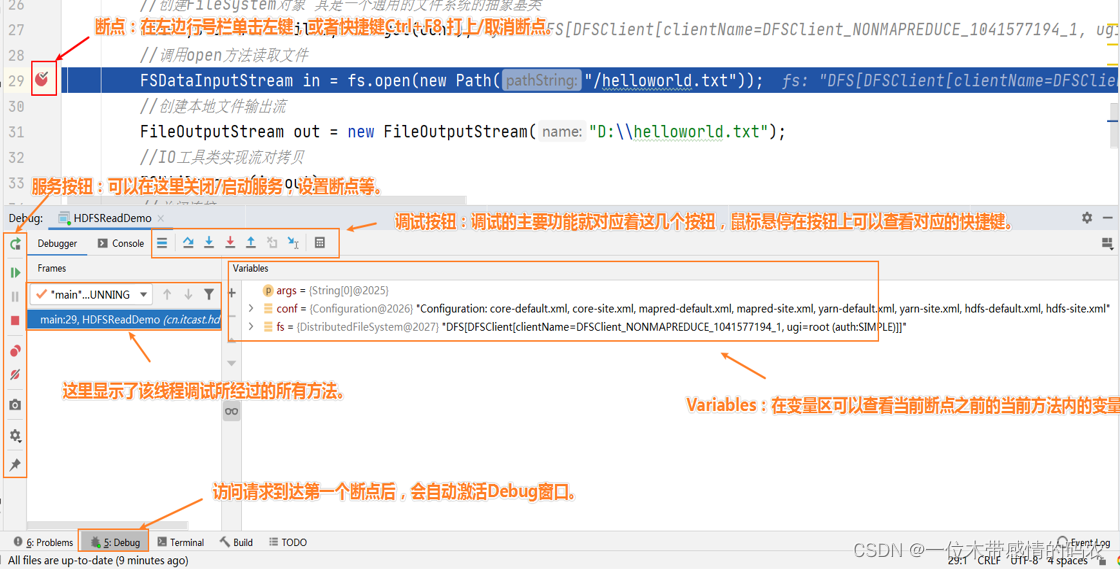 26 //创建FileSystem对象 其是一个通用的文件系统的抽象基类
27
断点：在左边行号栏单击左键，或者快捷键Ctrl+F8 打上/取消断点。
DFS[DFSClient[clientName=DFSClient_NONMAPREDUCE_1041577194_1, ugi
28 //调用open方法读取文件
29 FSDataInputStream in = fs.open(new Path( pathString: "/helloworld.txt")); fs: "DFS[DFSClient[clientName=DFSClie
30 //创建本地文件输出流
31 FileOutputStream out = new FileOutputStream( name: "D:\\helloworld.txt");
32 //IO工具类实现流对拷贝
33
服务按钮：可以在这里关闭/启动服务，设置断点等。
Debug: HDFSReadDemo
调试按钮：调试的主要功能就对应着这几个按钮，鼠标悬停在按钮上可以查看对应的快捷键。
Debugger Console
Frames Variables
"main"...UNNING
args = {String[0]@2025}
conf = {Configuration@2026} "Configuration: core-default.xml, core-site.xml, mapred-default.xml, mapred-site.xml, yarn-default.xml, yarn-site.xml, hdfs-default.xml, hdfs-site.xml"
main:29, HDFSReadDemo (cn.itcast.hd
fs = {DistributedFileSystem@2027} "DFS[DFSClient[clientName=DFSClient_NONMAPREDUCE_1041577194_1, ugi=root (auth:SIMPLE)]]"
这里显示了该线程调试所经过的所有方法。
Variables：在变量区可以查看当前断点之前的当前方法内的变量
访问请求到达第一个断点后，会自动激活Debug窗口。
6: Problems 5: Debug Terminal Build TODO Event Log
CSDN @一位木带感情的码农
All files are up-to-date (9 minutes ago) 29:1 CRLF UTF-8 4 spaces